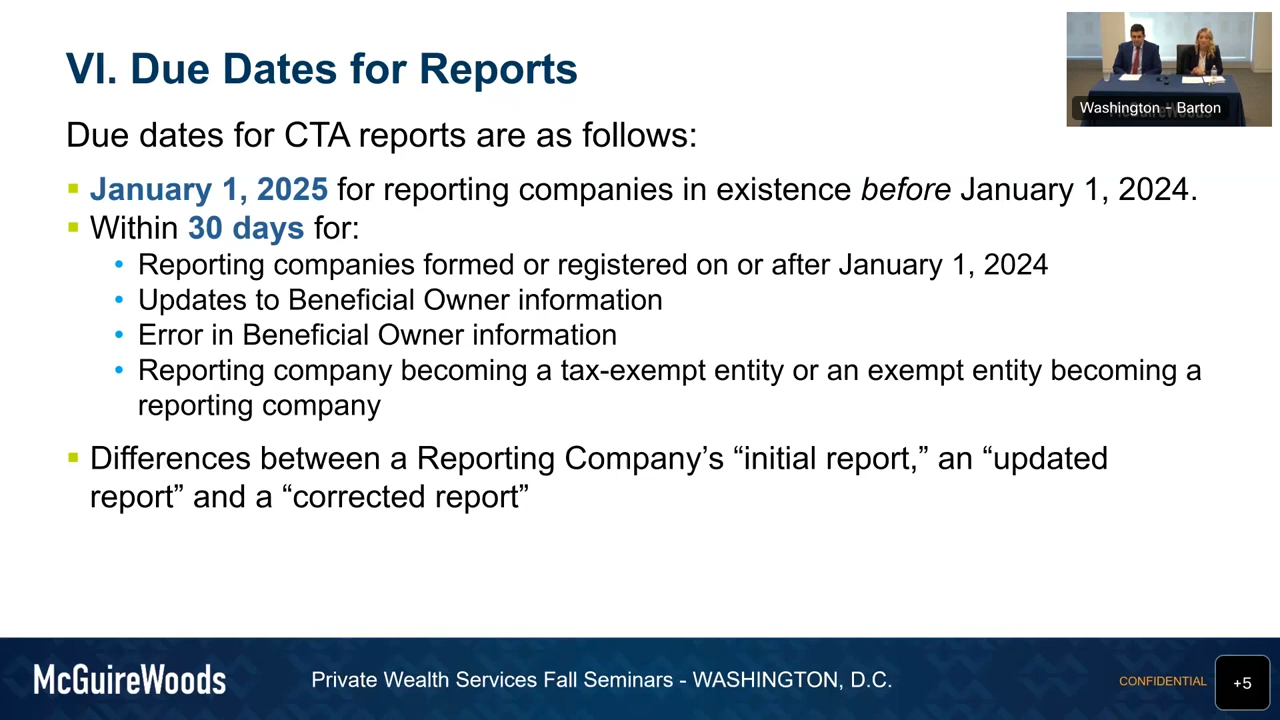 VI. Due Dates for Reports
Washington - Barton
Due dates for CTA reports are as follows:
▪ January 1, 2025 for reporting companies in existence before January 1, 2024.
▪ Within 30 days for:
• Reporting companies formed or registered on or after January 1, 2024
• Updates to Beneficial Owner information
• Error in Beneficial Owner information
• Reporting company becoming a tax-exempt entity or an exempt entity becoming a
reporting company
▪ Differences between a Reporting Company’s “initial report,” an “updated
report” and a “corrected report”
McGuireWoods
Private Wealth Services Fall Seminars - WASHINGTON, D.C.
CONFIDENTIAL
+5